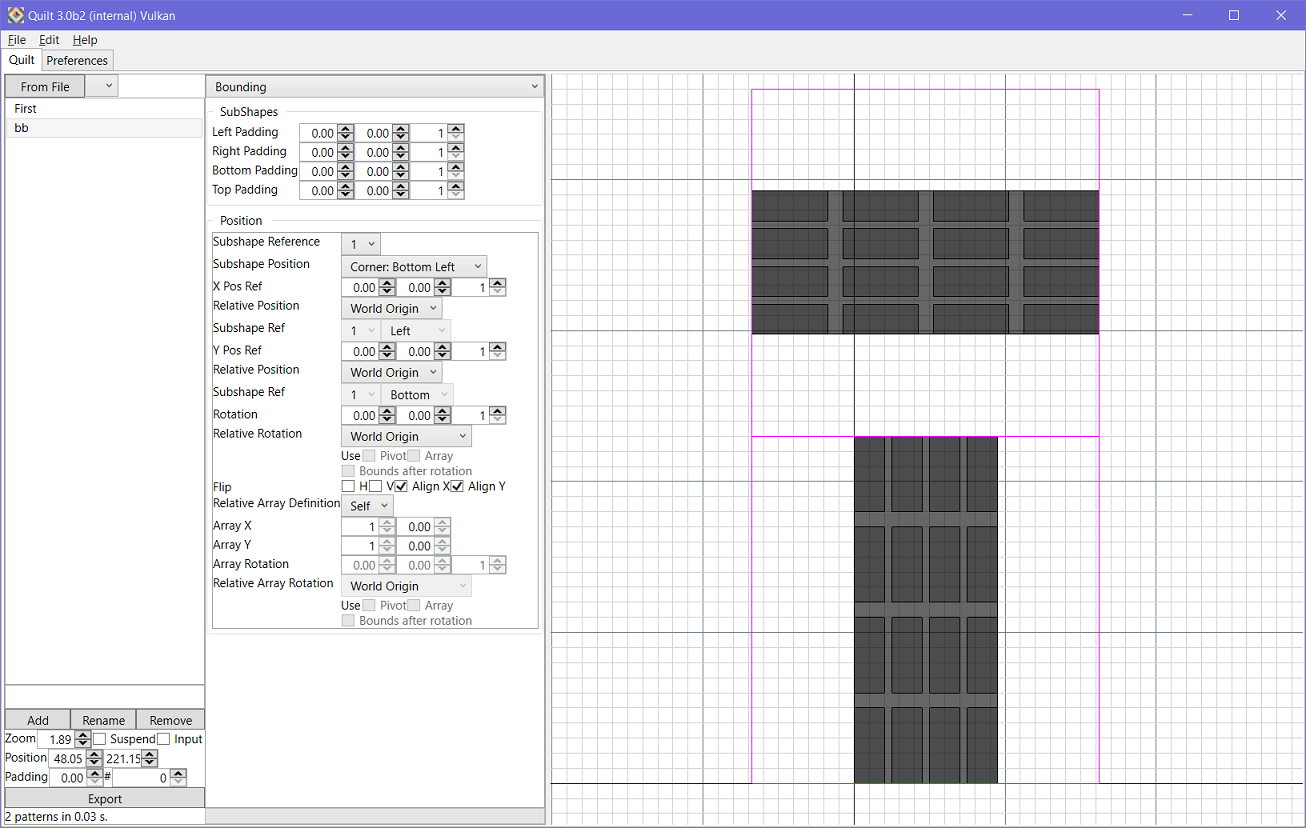 Quilt 3.0b2 (internal) Vulkan
File Edit Help
Quilt Preferences
From File
First
bb
Bounding
SubShapes
Left Padding 0.00 0.00 1
Right Padding 0.00 0.00 1
Bottom Padding 0.00 0.00 1
Top Padding 0.00 0.00 1
Position
Subshape Reference 1
Subshape Position Corner: Bottom Left
X Pos Ref 0.00 0.00 1
Relative Position World Origin
Subshape Ref 1 Left
Y Pos Ref 0.00 0.00 1
Relative Position World Origin
Subshape Ref 1 Bottom
Rotation 0.00 0.00 1
Relative Rotation World Origin
Use Pivot Array
Bounds after rotation
Flip H V Align X Align Y
Relative Array Definition Self
Array X 1 0.00
Array Y 1 0.00
Array Rotation 0.00 0.00 1
Relative Array Rotation World Origin
Use Pivot Array
Bounds after rotation
Add Rename Remove
Zoom 1.89 Suspend Input
Position 48.05 221.15
Padding 0.00 # 0
Export
2 patterns in 0.03 s.